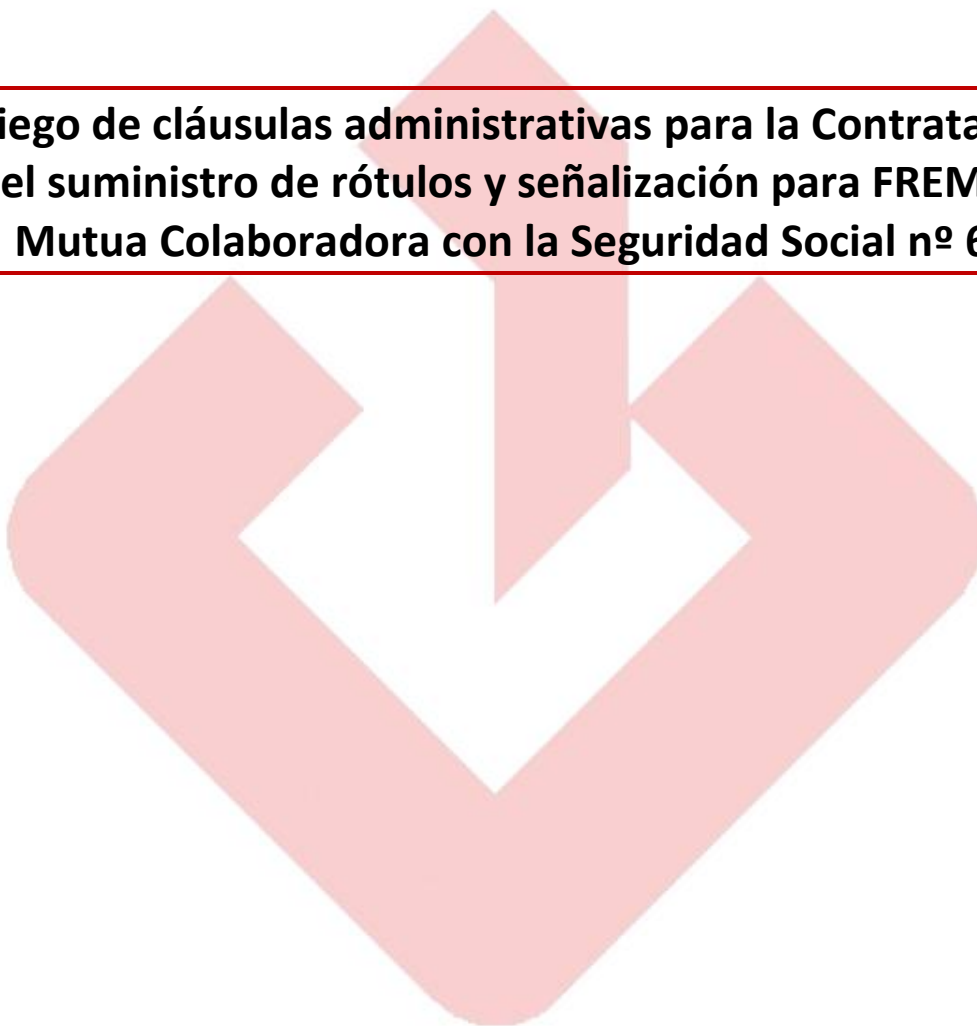 iego de cláusulas administrativas para la Contrata
el suministro de rótulos y señalización para FREM
Mutua Colaboradora con la Seguridad Social nº 6